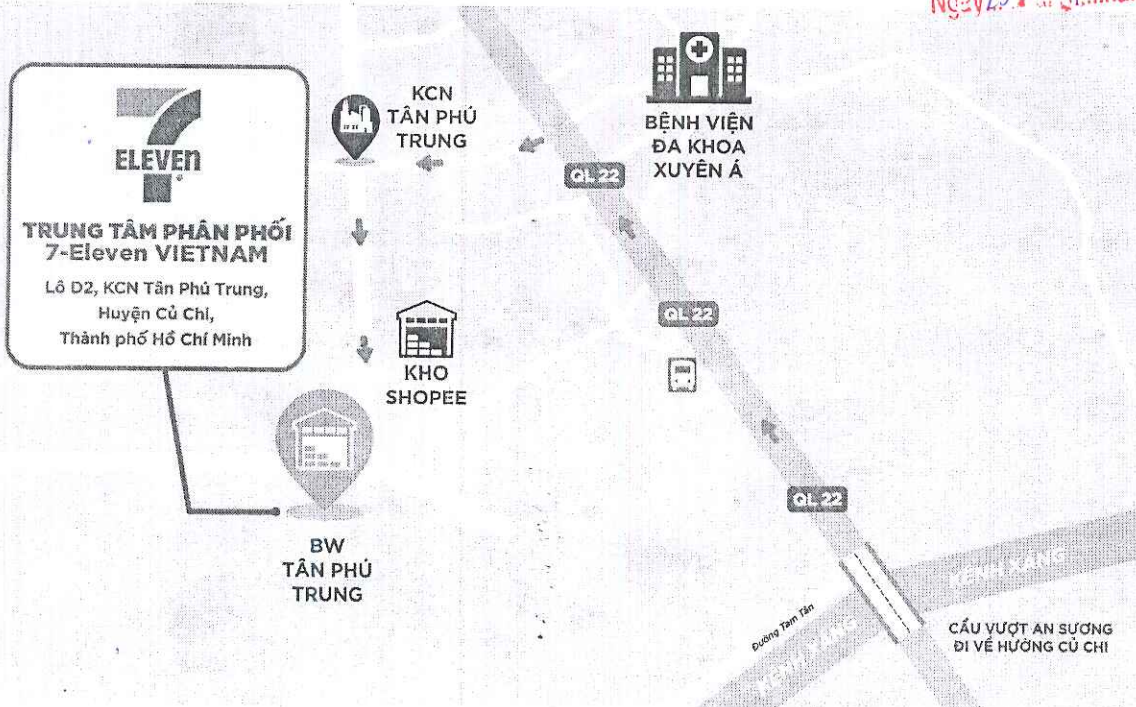 7
ELEVEN
TRUNG TÂM PHÂN PHỐI
7-Eleven VIETNAM
Lô D2, KCN Tân Phú Trung,
Huyện Củ Chi,
Thành phố Hồ Chí Minh
KCN
TÂN PHÚ
TRUNG
BỆNH VIỆN
ĐA KHOA
XUYÊN Á
QL 22
QL 22
KHO
SHOPEE
QL 22
BW
TÂN PHÚ
TRUNG
KÊNH XÁNG
Đường Tam Tân
KÊNH XÁNG
CẦU VƯỢT AN SƯƠNG
ĐI VỀ HƯỚNG CỦ CHI